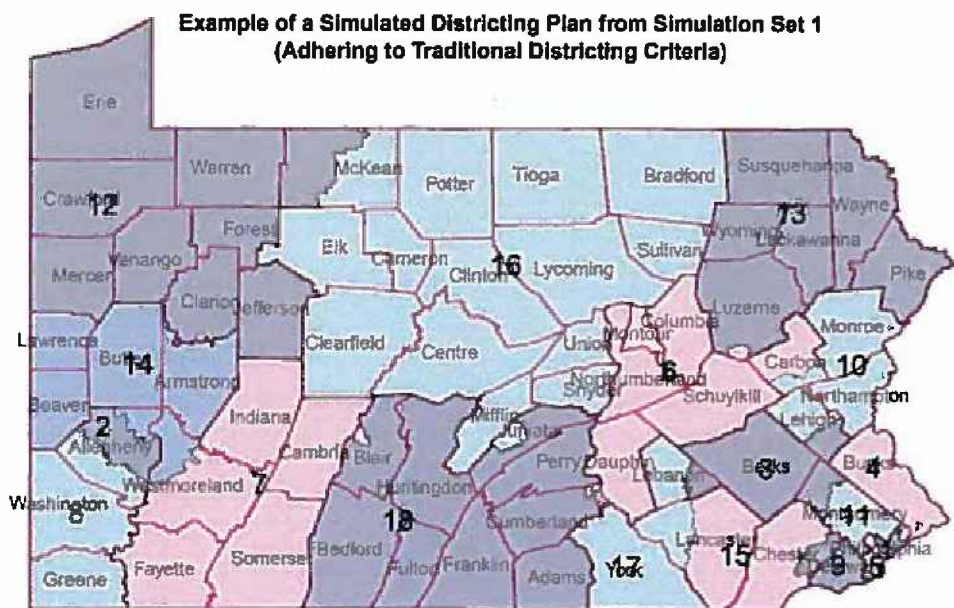 Example of a Simulated Districting Plan from Simulation Set 1
(Adhering to Traditional Districting Criteria)
Erie
Warren
McKean
Potter
Tioga
Bradford
Susquehanna
Crawford
12
Wayne
13
Wyoming
Lackawanna
Forest
Elk
Cameron
Sullivan
Mercer
Venango
Clinton
16
Lycoming
Pike
Clarion
Jefferson
Luzerne
Columbia
Montour
Monroe
Lawrence
Butler
14
Clearfield
Centre
Union
Carbon
10
Armstrong
Northumberland
6
Snyder
Schuylkill
Northampton
Beaver
2
Indiana
Mifflin
Lehigh
Allegheny
Cambria
Juniata
Blair
Perry
Dauphin
Lebanon
Berks
3
Bucks
4
Westmoreland
7
Huntingdon
Washington
8
18
Cumberland
Montgomery
11
Bedford
Lancaster
Philadelphia
Greene
Fayette
Somerset
Fulton
Franklin
Adams
York
17
15
Chester
Delaware
9
5